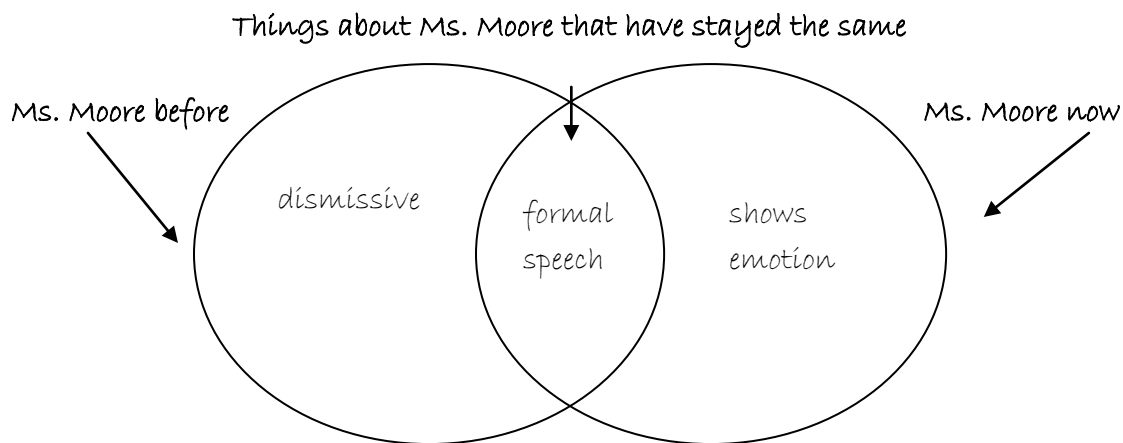 Things about Ms. Moore that have stayed the same
Ms. Moore before
Ms. Moore now
dismissive
formal
speech
shows
emotion